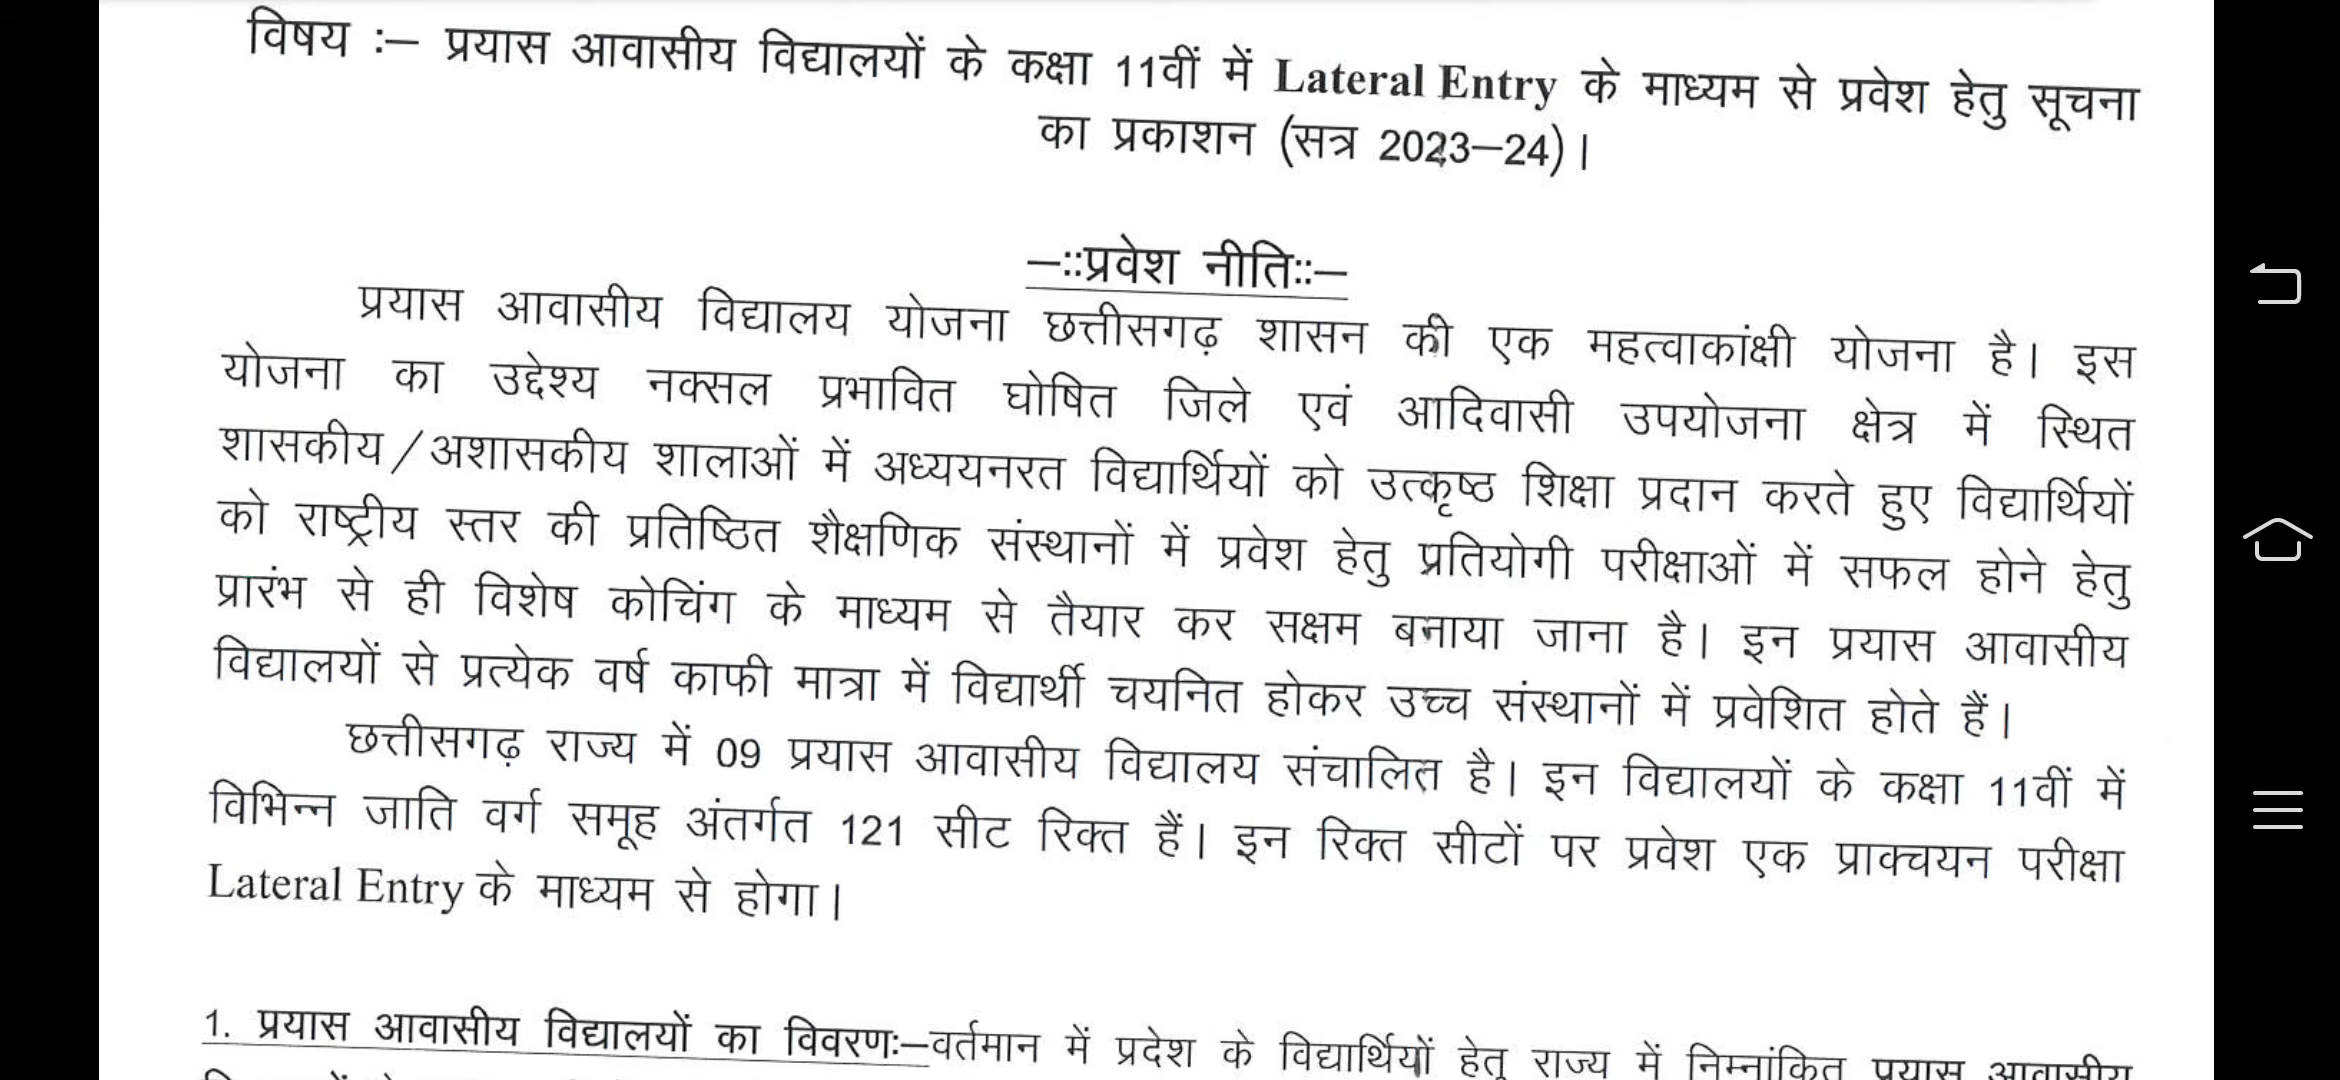 विषय :– प्रयास आवासीय विद्यालयों के कक्षा 11वीं में Lateral Entry के माध्यम से प्रवेश हेतु सूचना
का प्रकाशन (सत्र 2023–24)।
–::प्रवेश नीति::–
प्रयास आवासीय विद्यालय योजना छत्तीसगढ़ शासन की एक महत्वाकांक्षी योजना है। इस
योजना का उद्देश्य नक्सल प्रभावित घोषित जिले एवं आदिवासी उपयोजना क्षेत्र में स्थित
शासकीय/अशासकीय शालाओं में अध्ययनरत विद्यार्थियों को उत्कृष्ठ शिक्षा प्रदान करते हुए विद्यार्थियों
को राष्ट्रीय स्तर की प्रतिष्ठित शैक्षणिक संस्थानों में प्रवेश हेतु प्रतियोगी परीक्षाओं में सफल होने हेतु
प्रारंभ से ही विशेष कोचिंग के माध्यम से तैयार कर सक्षम बनाया जाना है। इन प्रयास आवासीय
विद्यालयों से प्रत्येक वर्ष काफी मात्रा में विद्यार्थी चयनित होकर उच्च संस्थानों में प्रवेशित होते हैं।
छत्तीसगढ़ राज्य में 09 प्रयास आवासीय विद्यालय संचालित है। इन विद्यालयों के कक्षा 11वीं में
विभिन्न जाति वर्ग समूह अंतर्गत 121 सीट रिक्त हैं। इन रिक्त सीटों पर प्रवेश एक प्राक्चयन परीक्षा
Lateral Entry के माध्यम से होगा।
1. प्रयास आवासीय विद्यालयों का विवरणः–वर्तमान में प्रदेश के विद्यार्थियों हेतु राज्य में निम्नांकित प्रयास आवासीय